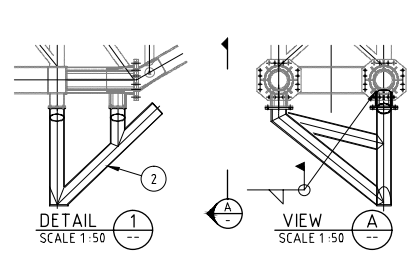 2
A
-
DETAIL 1
SCALE 1:50 --
VIEW A
SCALE 1:50 --